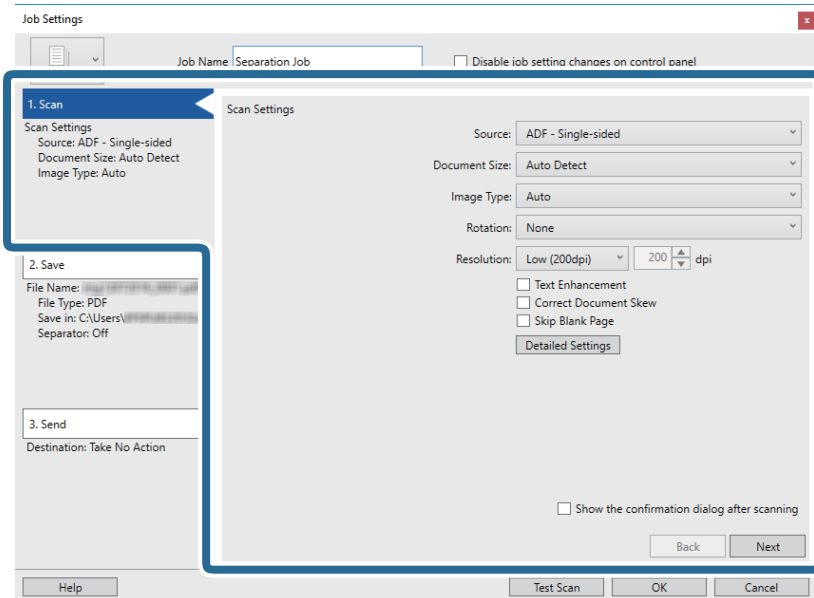 Job Settings
x
Job Name Separation Job Disable job setting changes on control panel
1. Scan
Scan Settings
Source: ADF - Single-sided
Document Size: Auto Detect
Image Type: Auto
2. Save
File Name:
File Type: PDF
Save in: C:\Users\
Separator: Off
3. Send
Destination: Take No Action
Scan Settings
Source: ADF - Single-sided
Document Size: Auto Detect
Image Type: Auto
Rotation: None
Resolution: Low (200dpi) 200 dpi
Text Enhancement
Correct Document Skew
Skip Blank Page
Detailed Settings
Show the confirmation dialog after scanning
Back Next
Help Test Scan OK Cancel